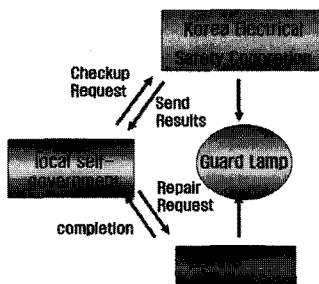 Korea Electrical
Safety Corporation
Checkup
Request
Send
Results
local self-
government
Guard Lamp
Repair
Request
completion